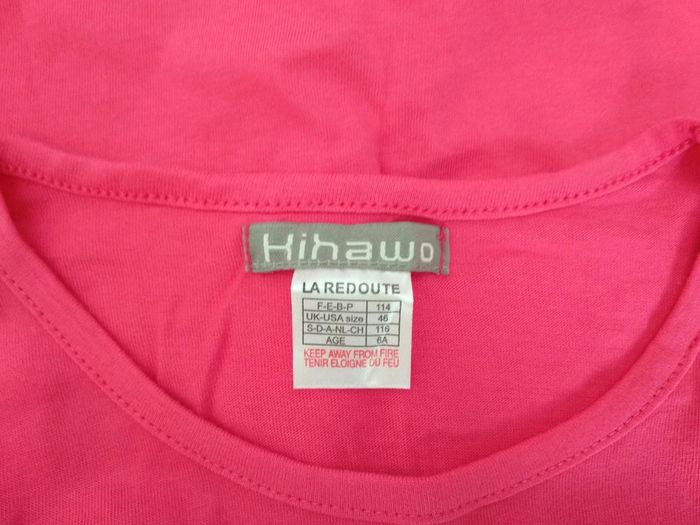 Hihawo
LA REDOUTE
F-E-B-P 114
UK-USA size 46
S-D-A-NL-CH 116
AGE 6A
KEEP AWAY FROM FIRE
TENIR ELOIGNE DU FEU